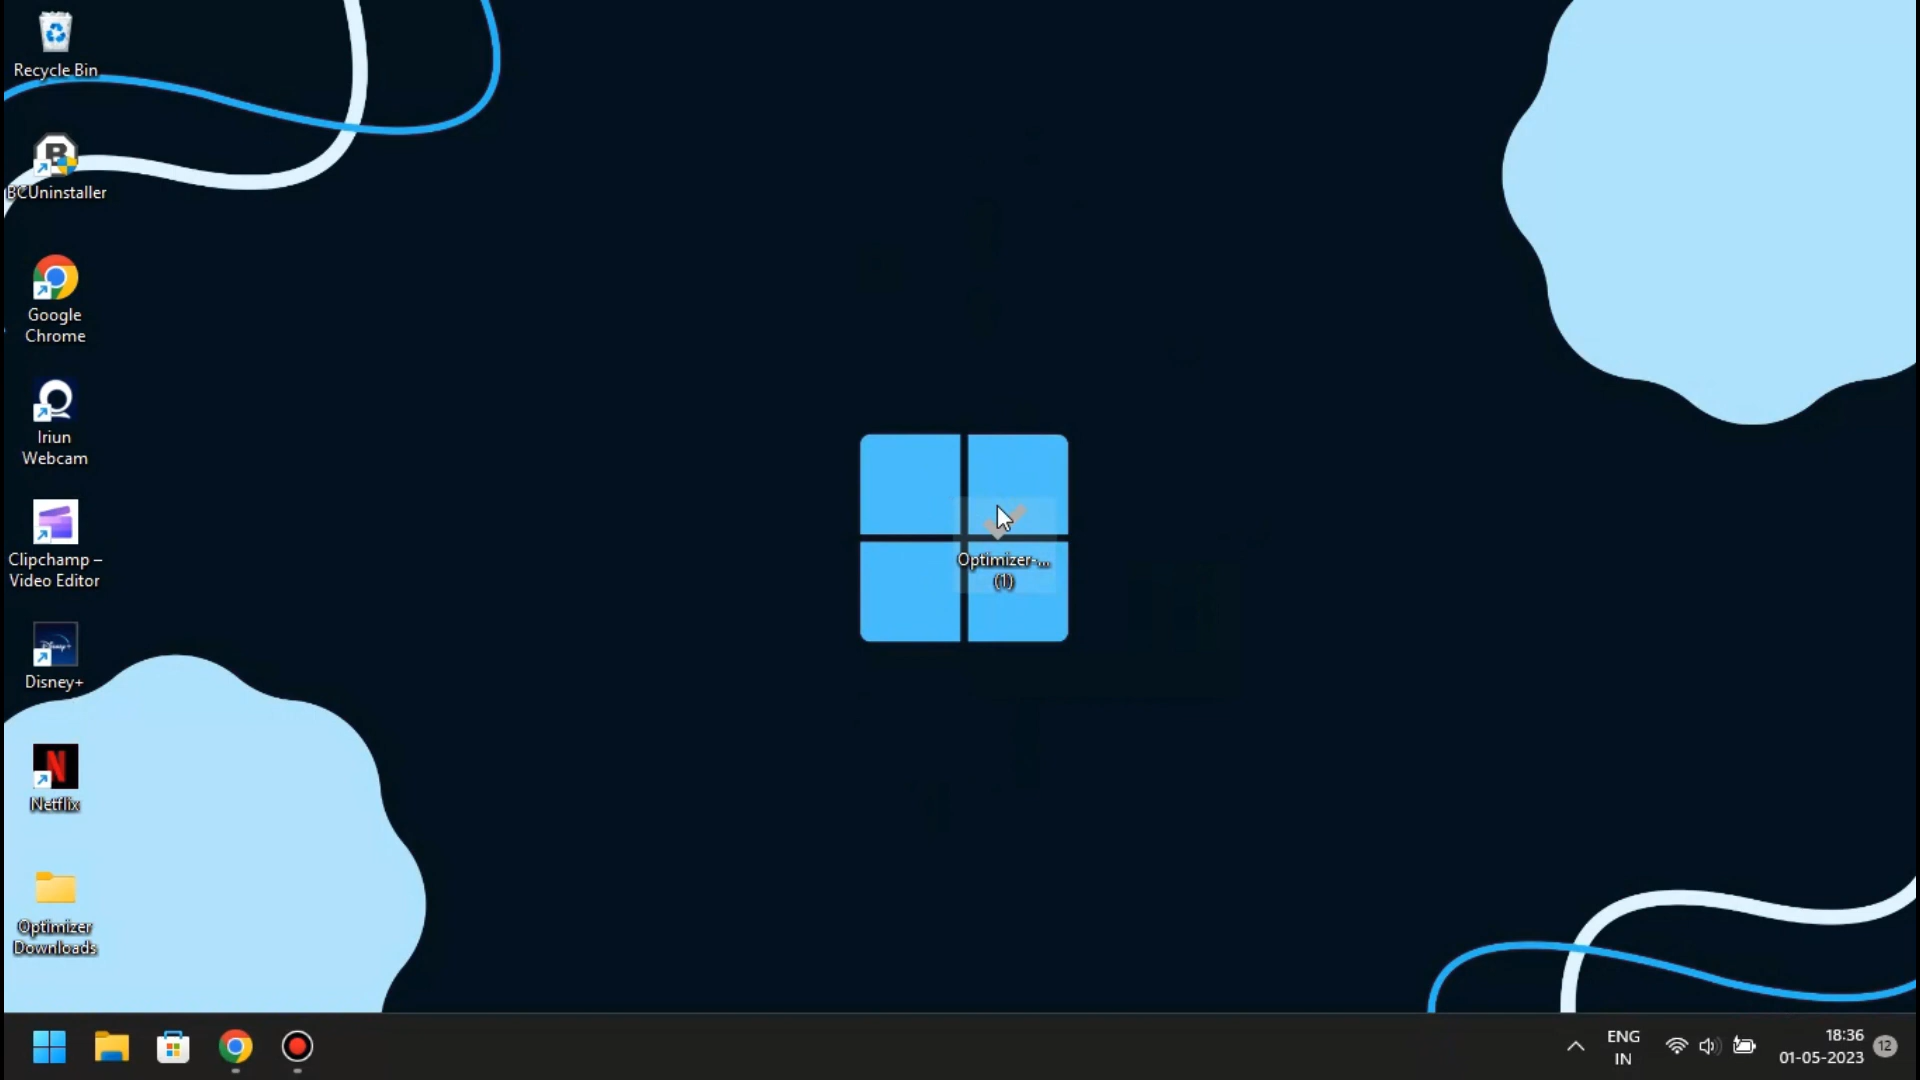 Recycle Bin
B
BCUninstaller
Google
Chrome
Iriun
Webcam
Clipchamp –
Video Editor
Disney+
Disney+
N
Netflix
Optimizer
Downloads
Optimizer-...
(1)
ENG
IN
18:36
01-05-2023
12